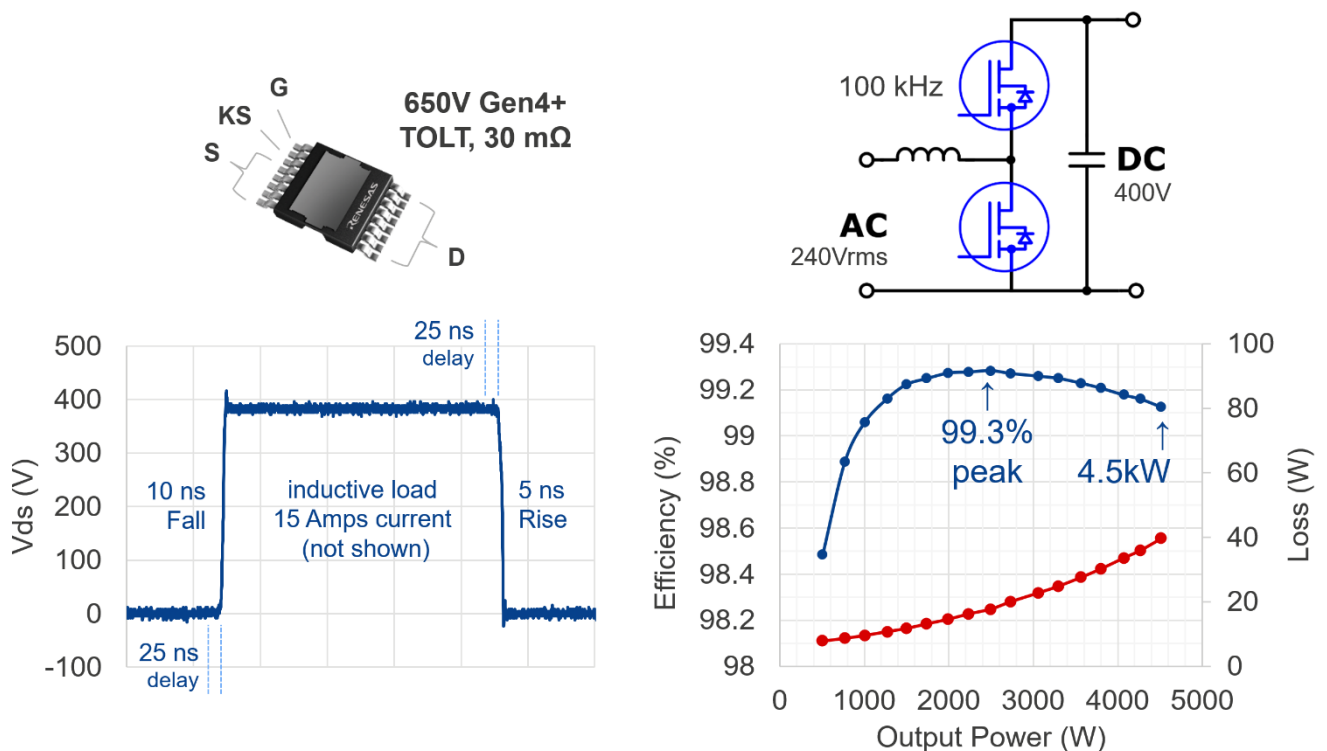 G
KS
S
D
RENESAS
650V Gen4+
TOLT, 30 mΩ
100 kHz
AC
240Vrms
DC
400V
Vds (V)
500
400
300
200
100
0
-100
25 ns
delay
10 ns
Fall
inductive load
15 Amps current
(not shown)
5 ns
Rise
25 ns
delay
Efficiency (%)
99.4
99.2
99
98.8
98.6
98.4
98.2
98
↑
99.3%
peak
↑
4.5kW
100
80
60
40
20
0
Loss (W)
0
1000
2000
3000
4000
5000
Output Power (W)